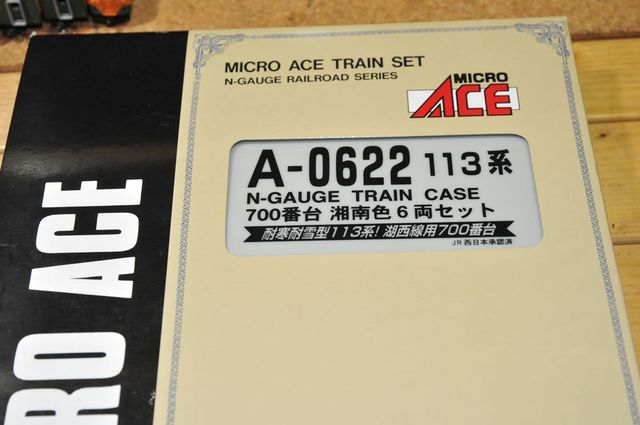 MICRO ACE TRAIN SET
N-GAUGE RAILROAD SERIES
MICRO
ACE
A-0622 113系
N-GAUGE TRAIN CASE
700番台 湘南色 6両セット
耐寒耐雪型113系! 湖西線用700番台
JR西日本承認済
RO ACE